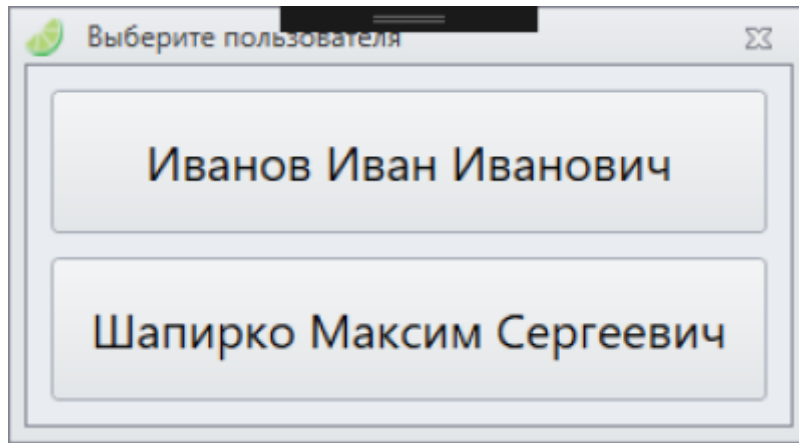 Выберите пользователя
Иванов Иван Иванович
Шапирко Максим Сергеевич